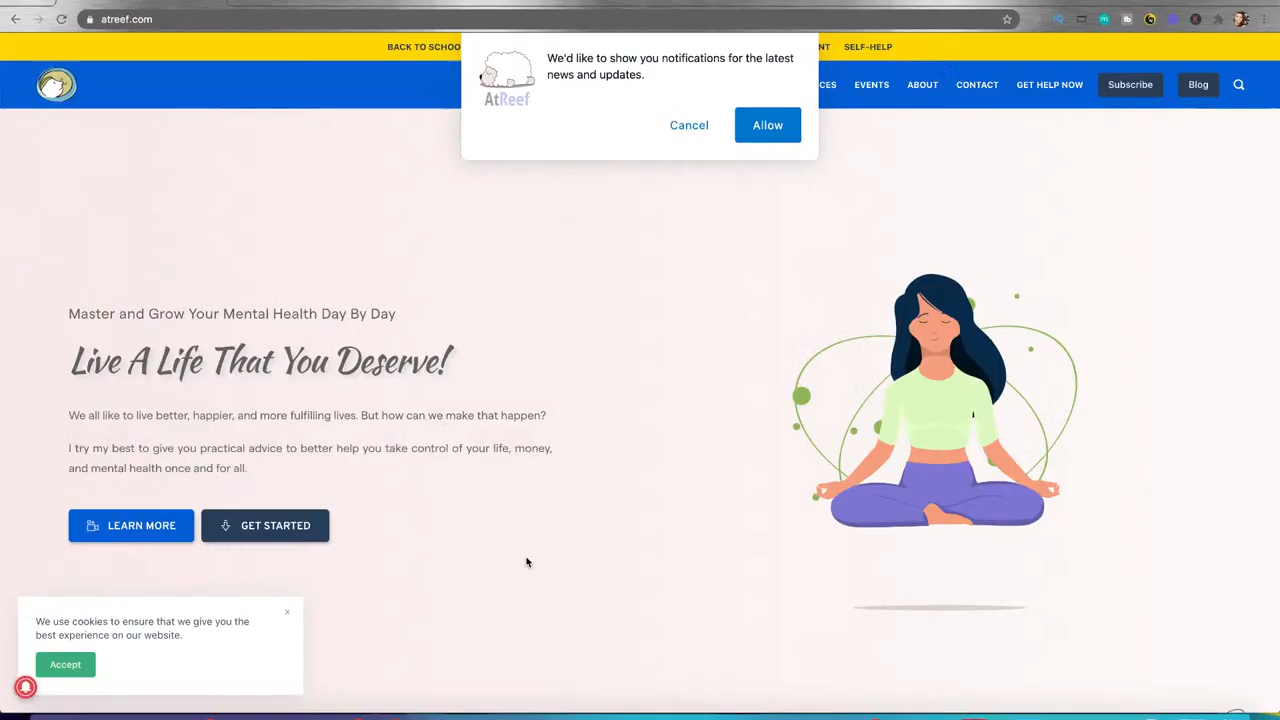 atreef.com
BACK TO SCHOO
NT SELF-HELP
We'd like to show you notifications for the latest
news and updates.
AtReef
Cancel Allow
CES EVENTS ABOUT CONTACT GET HELP NOW Subscribe Blog
Master and Grow Your Mental Health Day By Day
Live A Life That You Deserve!
We all like to live better, happier, and more fulfilling lives. But how can we make that happen?
I try my best to give you practical advice to better help you take control of your life, money,
and mental health once and for all.
LEARN MORE GET STARTED
We use cookies to ensure that we give you the
best experience on our website.
Accept